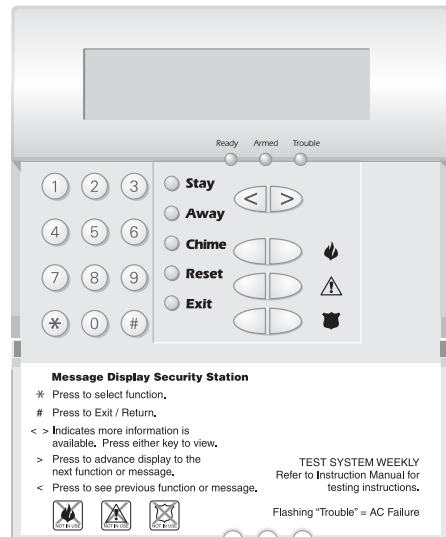 Ready Armed Trouble
1 2 3
4 5 6
7 8 9
* 0 #
Stay
Away
Chime
Reset
Exit
< >
Message Display Security Station
* Press to select function.
# Press to Exit / Return.
< > Indicates more information is
available. Press either key to view.
> Press to advance display to the
next function or message.
< Press to see previous function or message.
NOT IN USE NOT IN USE NOT IN USE
TEST SYSTEM WEEKLY
Refer to Instruction Manual for
testing instructions.
Flashing “Trouble” = AC Failure